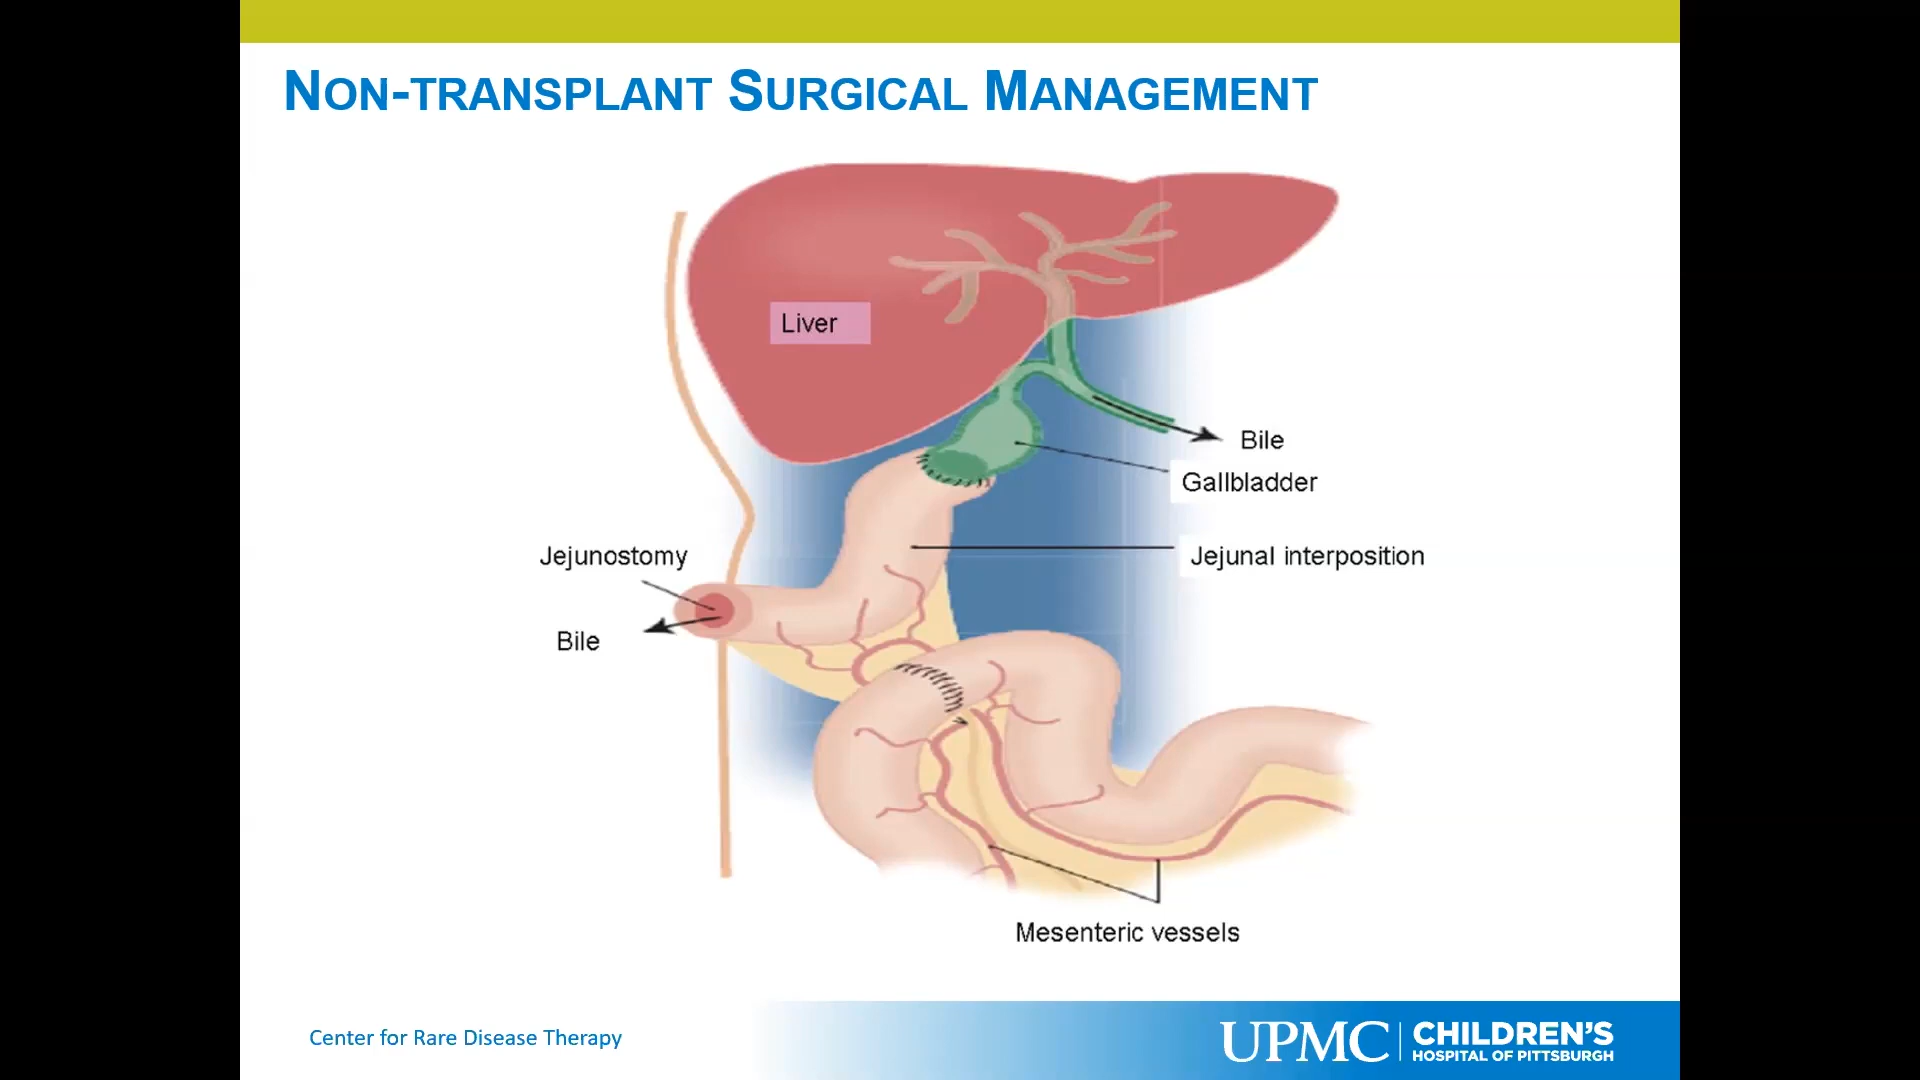 NON-TRANSPLANT SURGICAL MANAGEMENT
Liver
Bile
Gallbladder
Jejunostomy
Jejunal interposition
Bile
Mesenteric vessels
Center for Rare Disease Therapy
UPMC CHILDREN'S
HOSPITAL OF PITTSBURGH